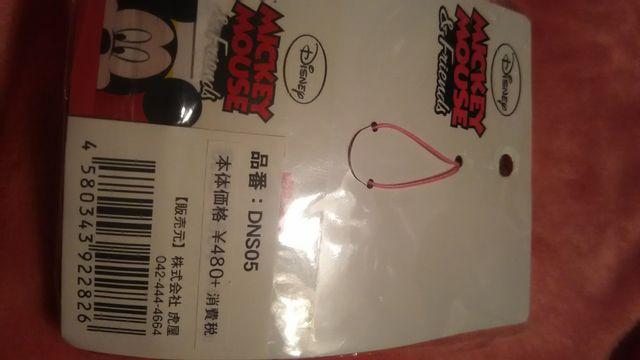 DISNEY
MICKEY
MOUSE
& friends
DISNEY
MICKEY
MOUSE
& friends
品番：DNS05
本体価格 ¥480+ 消費税
【販売元】株式会社 虎屋
042-444-4664
4 580343 922826